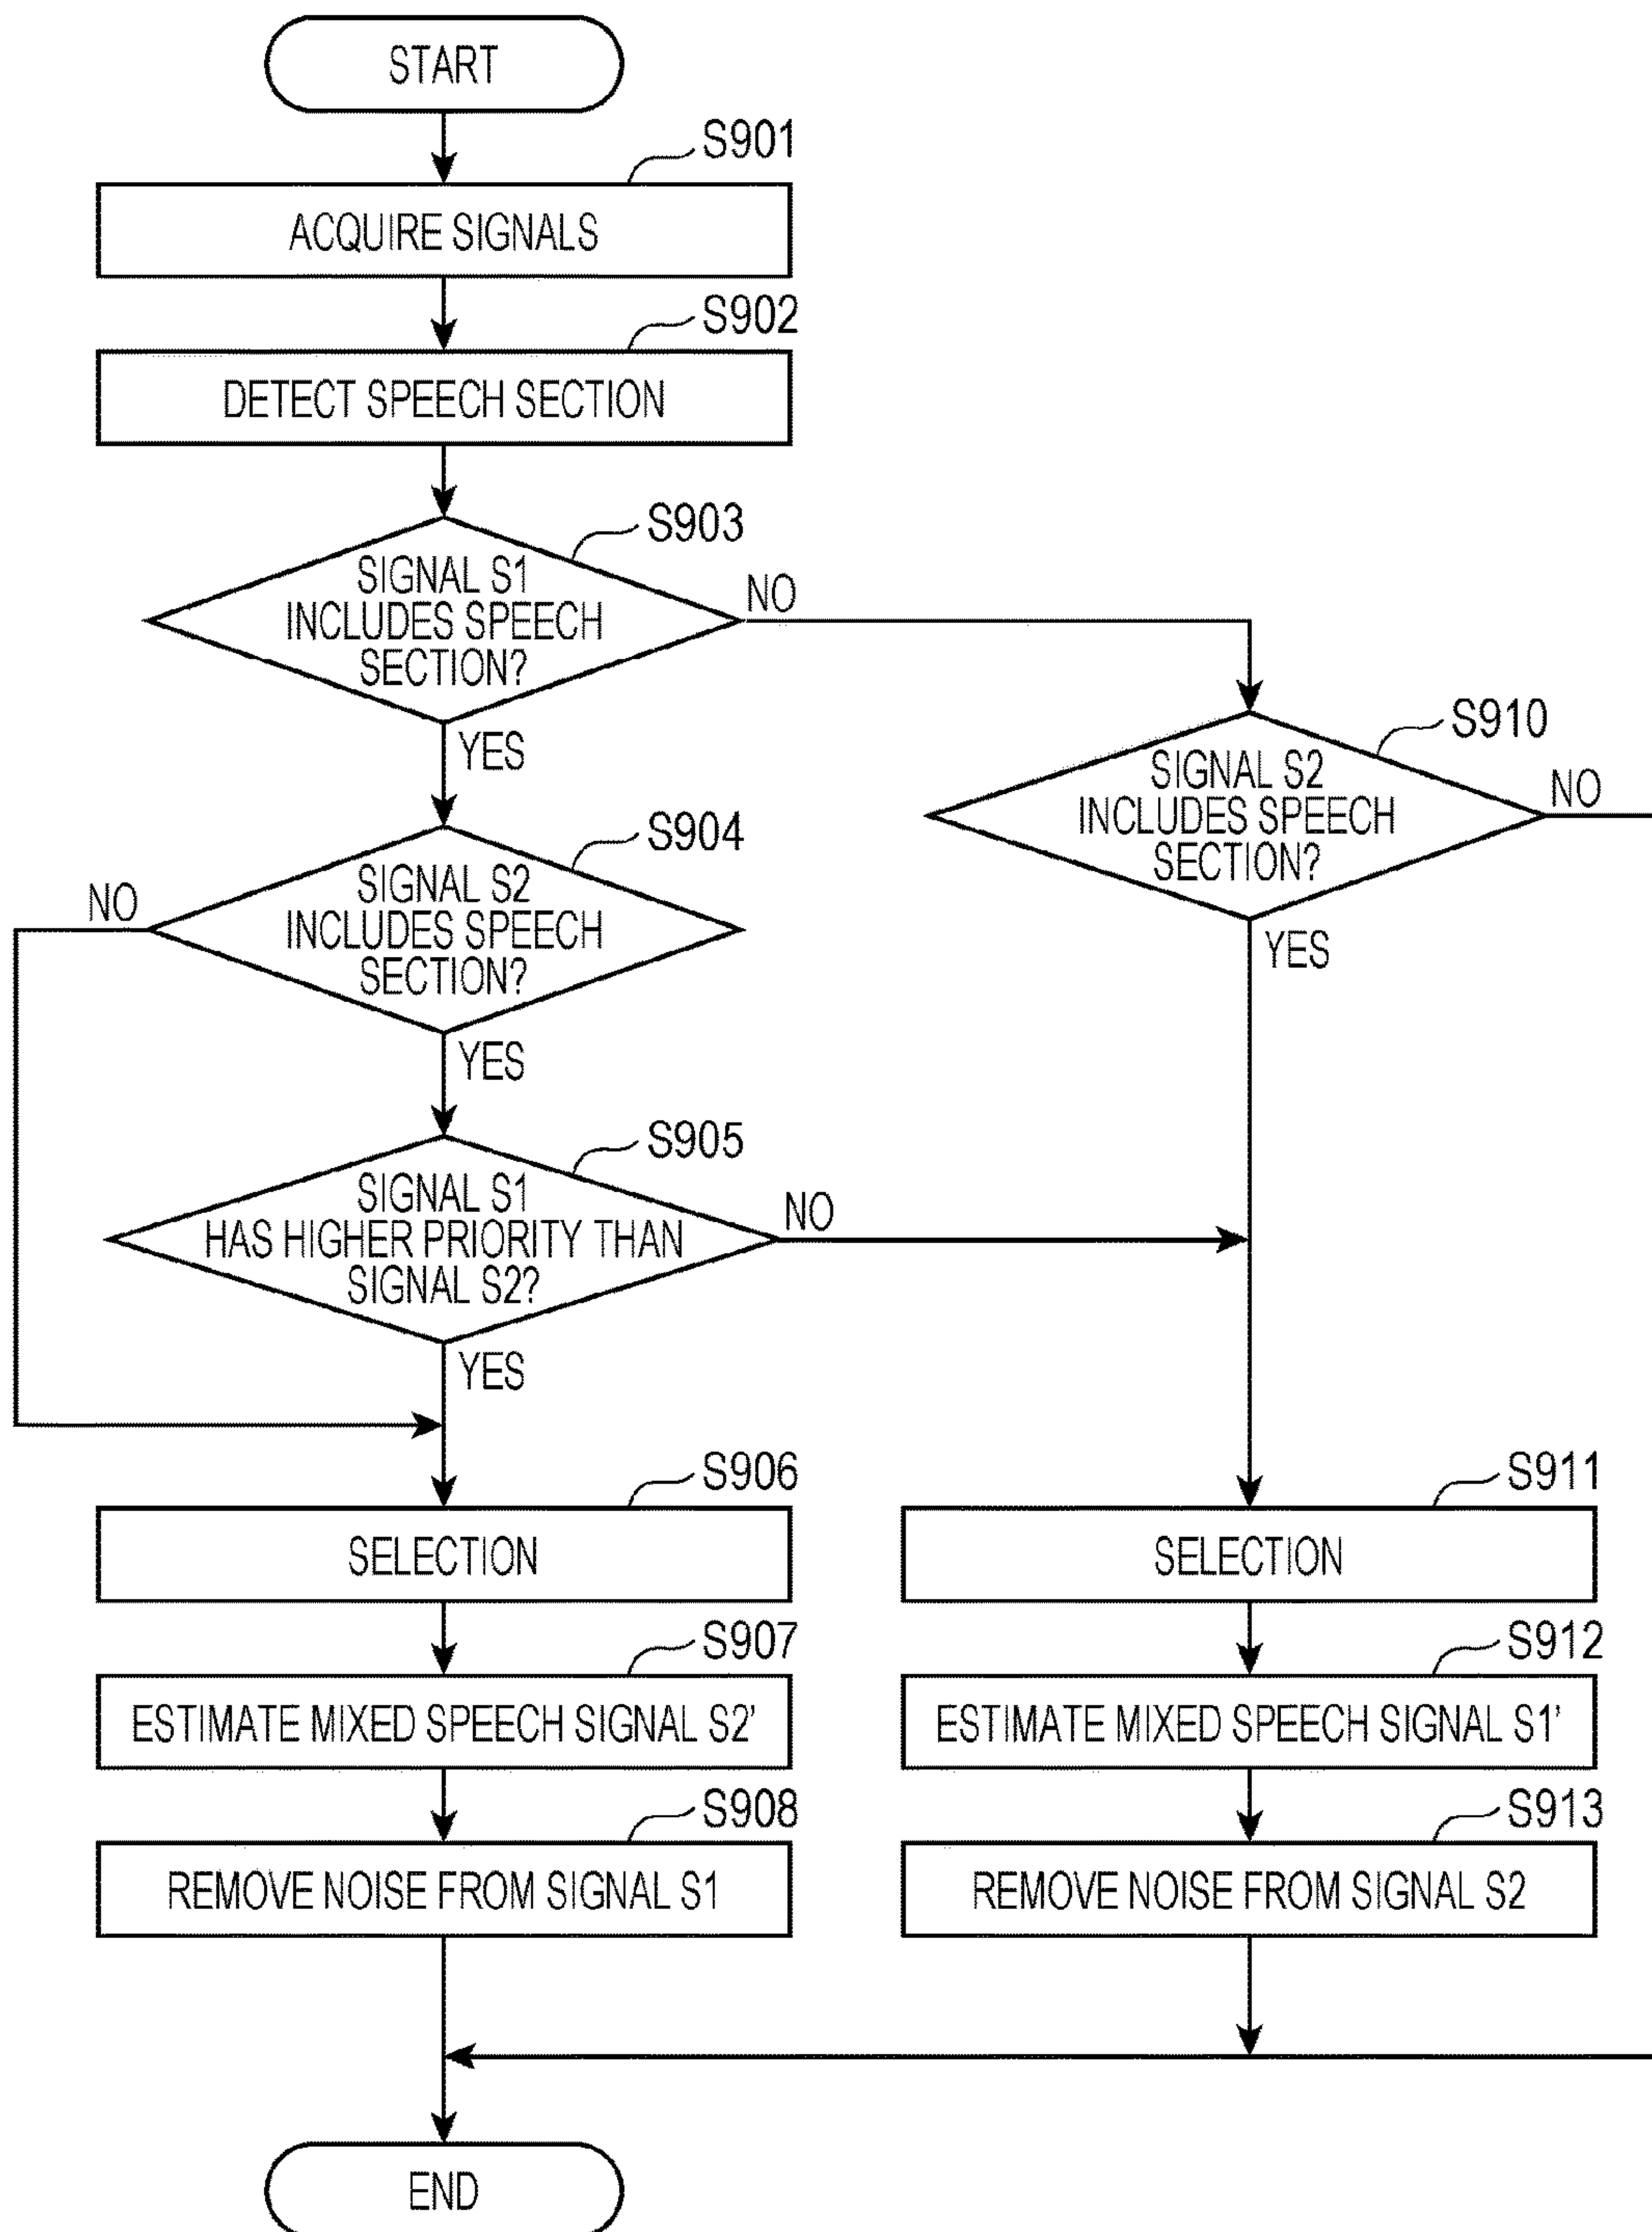 START
S901
ACQUIRE SIGNALS
S902
DETECT SPEECH SECTION
S903
SIGNAL S1
INCLUDES SPEECH
SECTION?
NO
YES
S910
SIGNAL S2
INCLUDES SPEECH
SECTION?
NO
YES
S904
SIGNAL S2
INCLUDES SPEECH
SECTION?
NO
YES
S905
SIGNAL S1
HAS HIGHER PRIORITY THAN
SIGNAL S2?
NO
YES
S906
SELECTION
S907
ESTIMATE MIXED SPEECH SIGNAL S2'
S908
REMOVE NOISE FROM SIGNAL S1
S911
SELECTION
S912
ESTIMATE MIXED SPEECH SIGNAL S1'
S913
REMOVE NOISE FROM SIGNAL S2
END